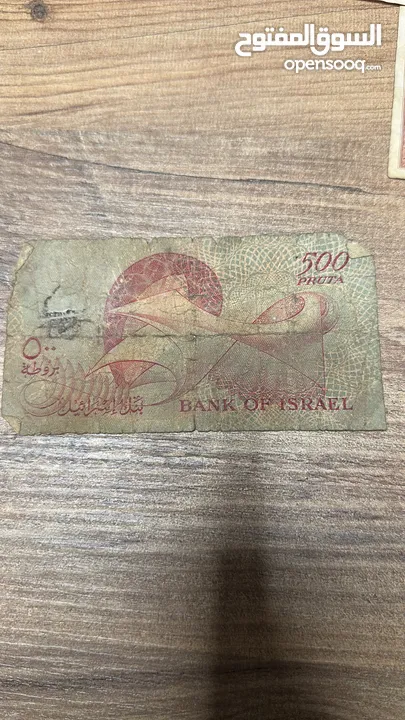 السوق المفتوح
opensooq.com
500
PRUTA
٥٠٠
بروطة
بنك إسرائيل
BANK OF ISRAEL